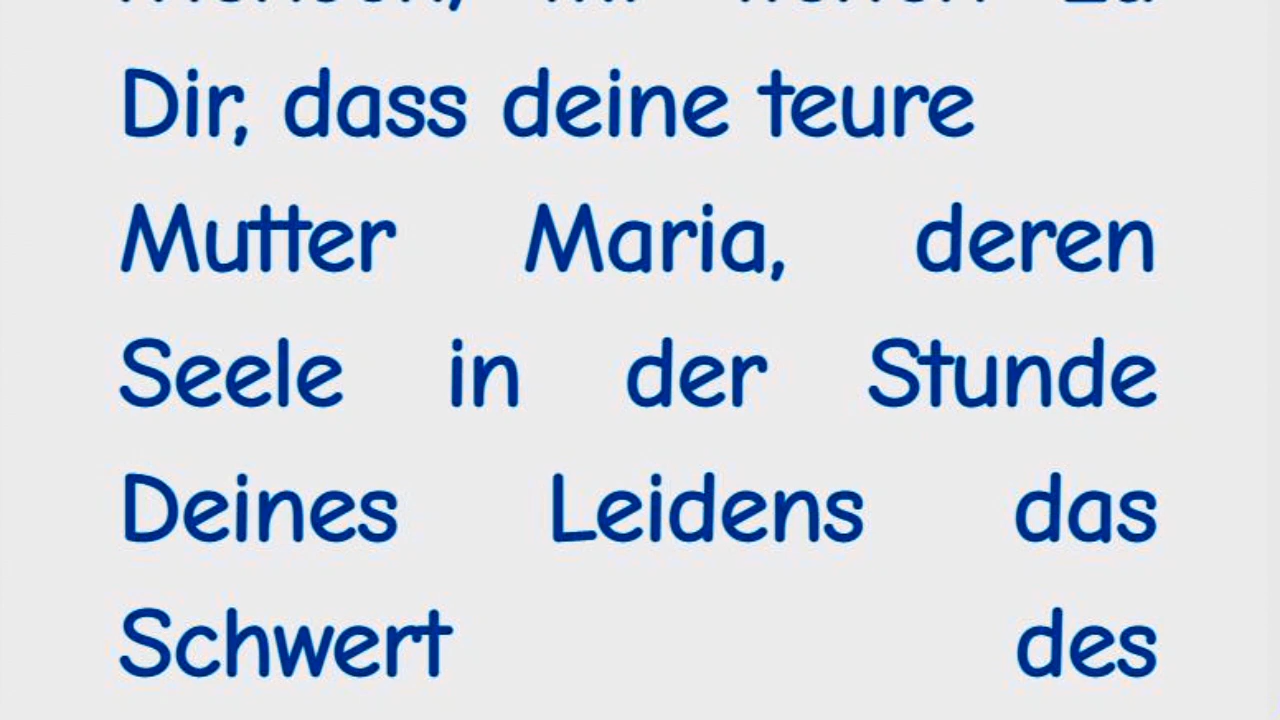 Dir, dass deine teure
Mutter Maria, deren
Seele in der Stunde
Deines Leidens das
Schwert des